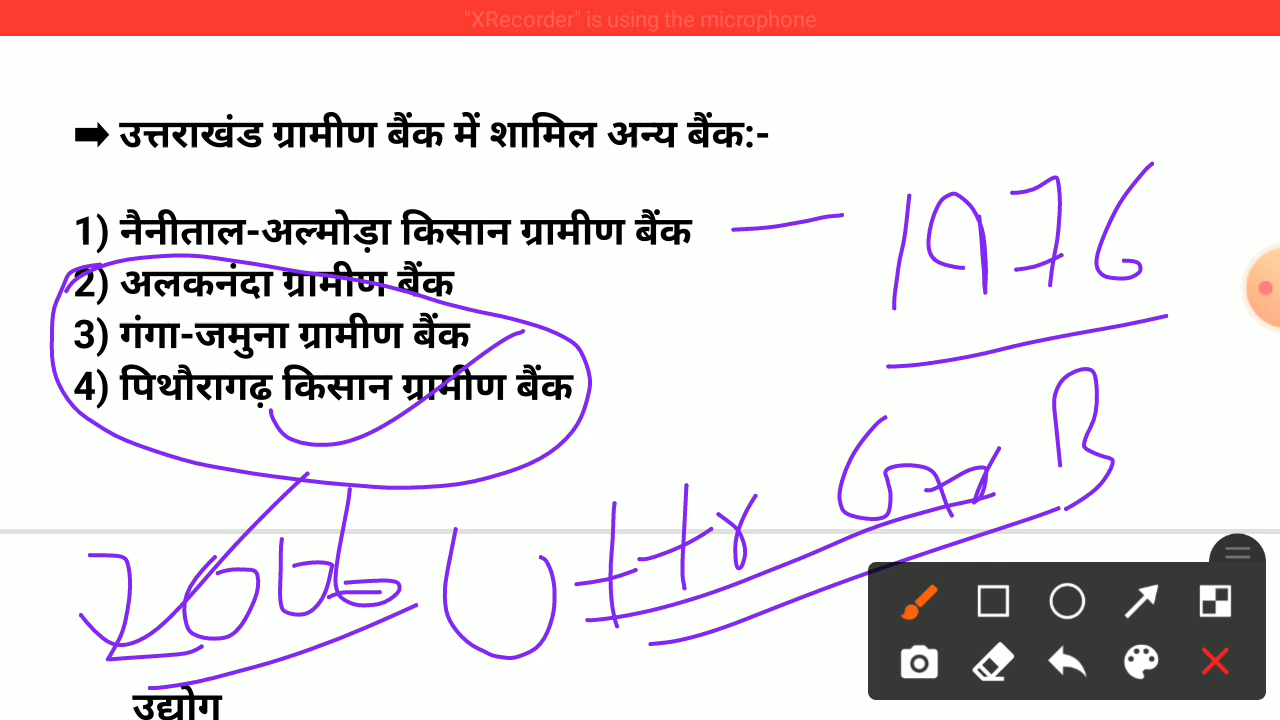 "XRecorder" is using the microphone
➡ उत्तराखंड ग्रामीण बैंक में शामिल अन्य बैंक:-
1) नैनीताल-अल्मोड़ा किसान ग्रामीण बैंक — 1976
2) अलकनंदा ग्रामीण बैंक
3) गंगा-जमुना ग्रामीण बैंक
4) पिथौरागढ़ किसान ग्रामीण बैंक
2006 Uttr B
उद्योग